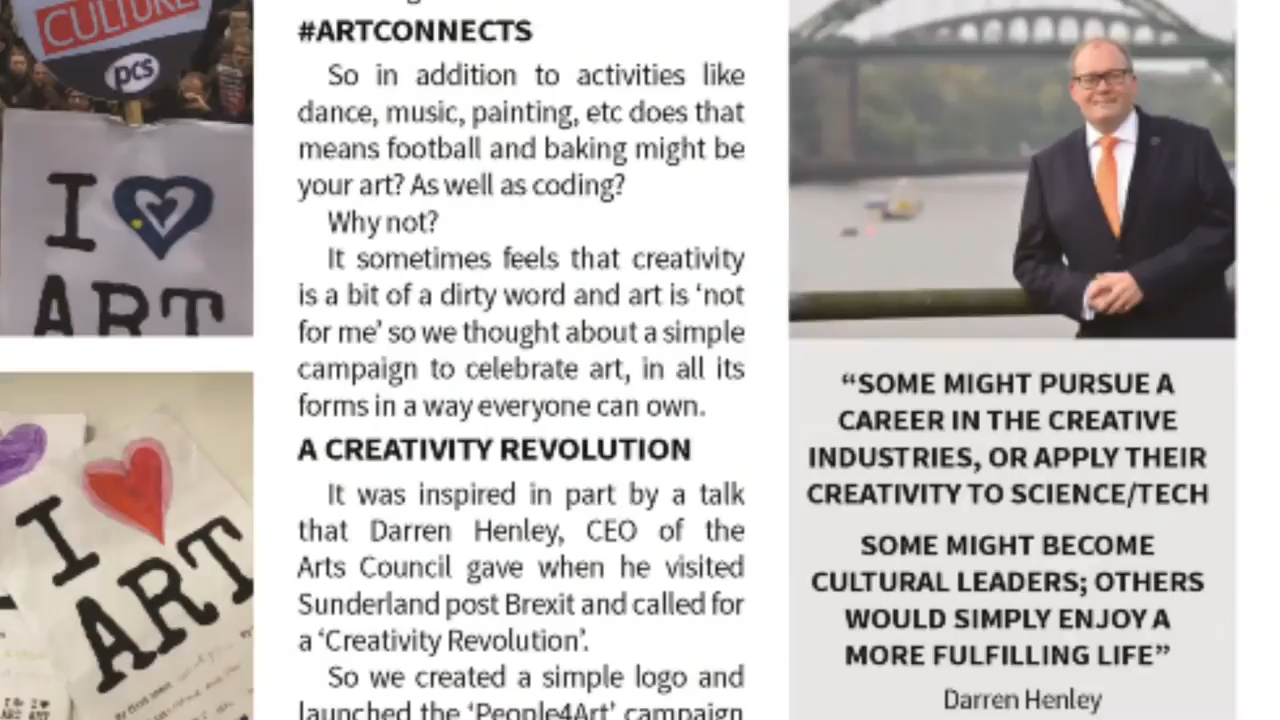 CULTURE
pcs
I
ART
I
ART
#ARTCONNECTS
So in addition to activities like
dance, music, painting, etc does that
means football and baking might be
your art? As well as coding?
Why not?
It sometimes feels that creativity
is a bit of a dirty word and art is ‘not
for me’ so we thought about a simple
campaign to celebrate art, in all its
forms in a way everyone can own.
A CREATIVITY REVOLUTION
It was inspired in part by a talk
that Darren Henley, CEO of the
Arts Council gave when he visited
Sunderland post Brexit and called for
a ‘Creativity Revolution’.
So we created a simple logo and
launched the ‘People4Art’ campaign
“SOME MIGHT PURSUE A
CAREER IN THE CREATIVE
INDUSTRIES, OR APPLY THEIR
CREATIVITY TO SCIENCE/TECH
SOME MIGHT BECOME
CULTURAL LEADERS; OTHERS
WOULD SIMPLY ENJOY A
MORE FULFILLING LIFE”
Darren Henley